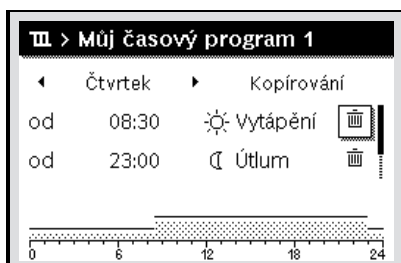 > Můj časový program 1
Čtvrtek Kopírování
od 08:30 Vytápění
od 23:00 Útlum
0 6 12 18 24